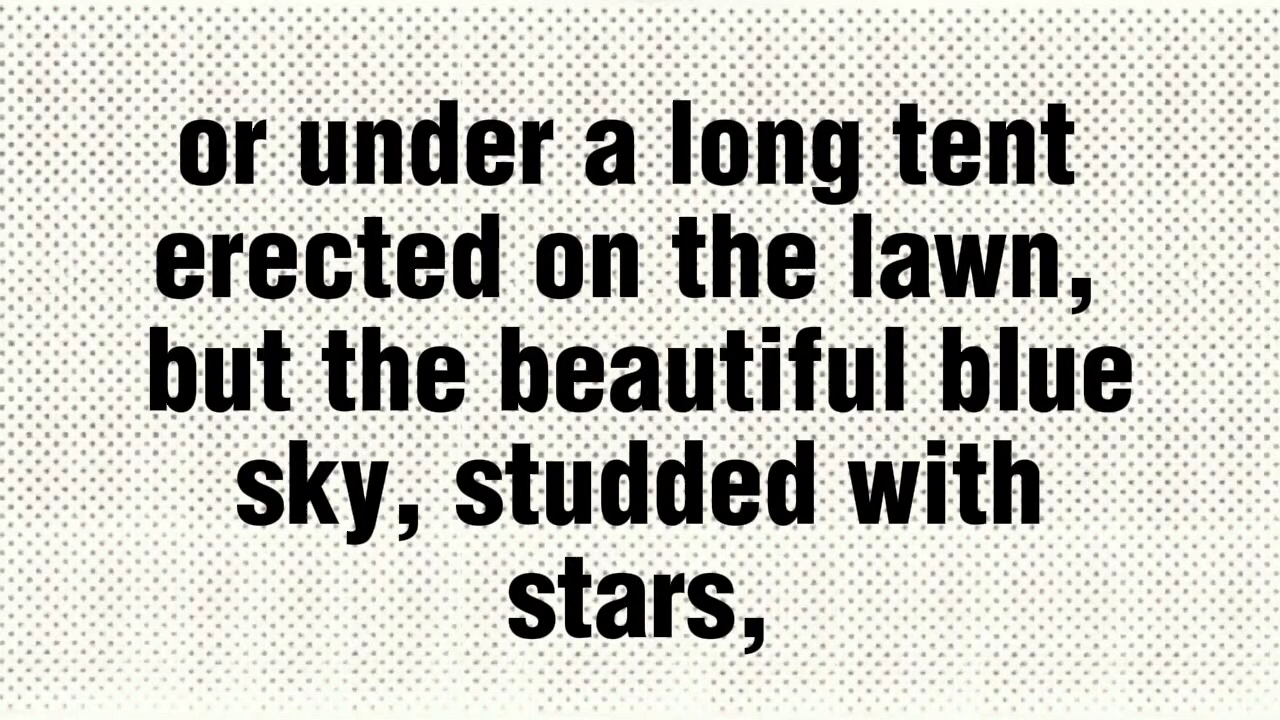 or under a long tent
erected on the lawn,
but the beautiful blue
sky, studded with
stars,